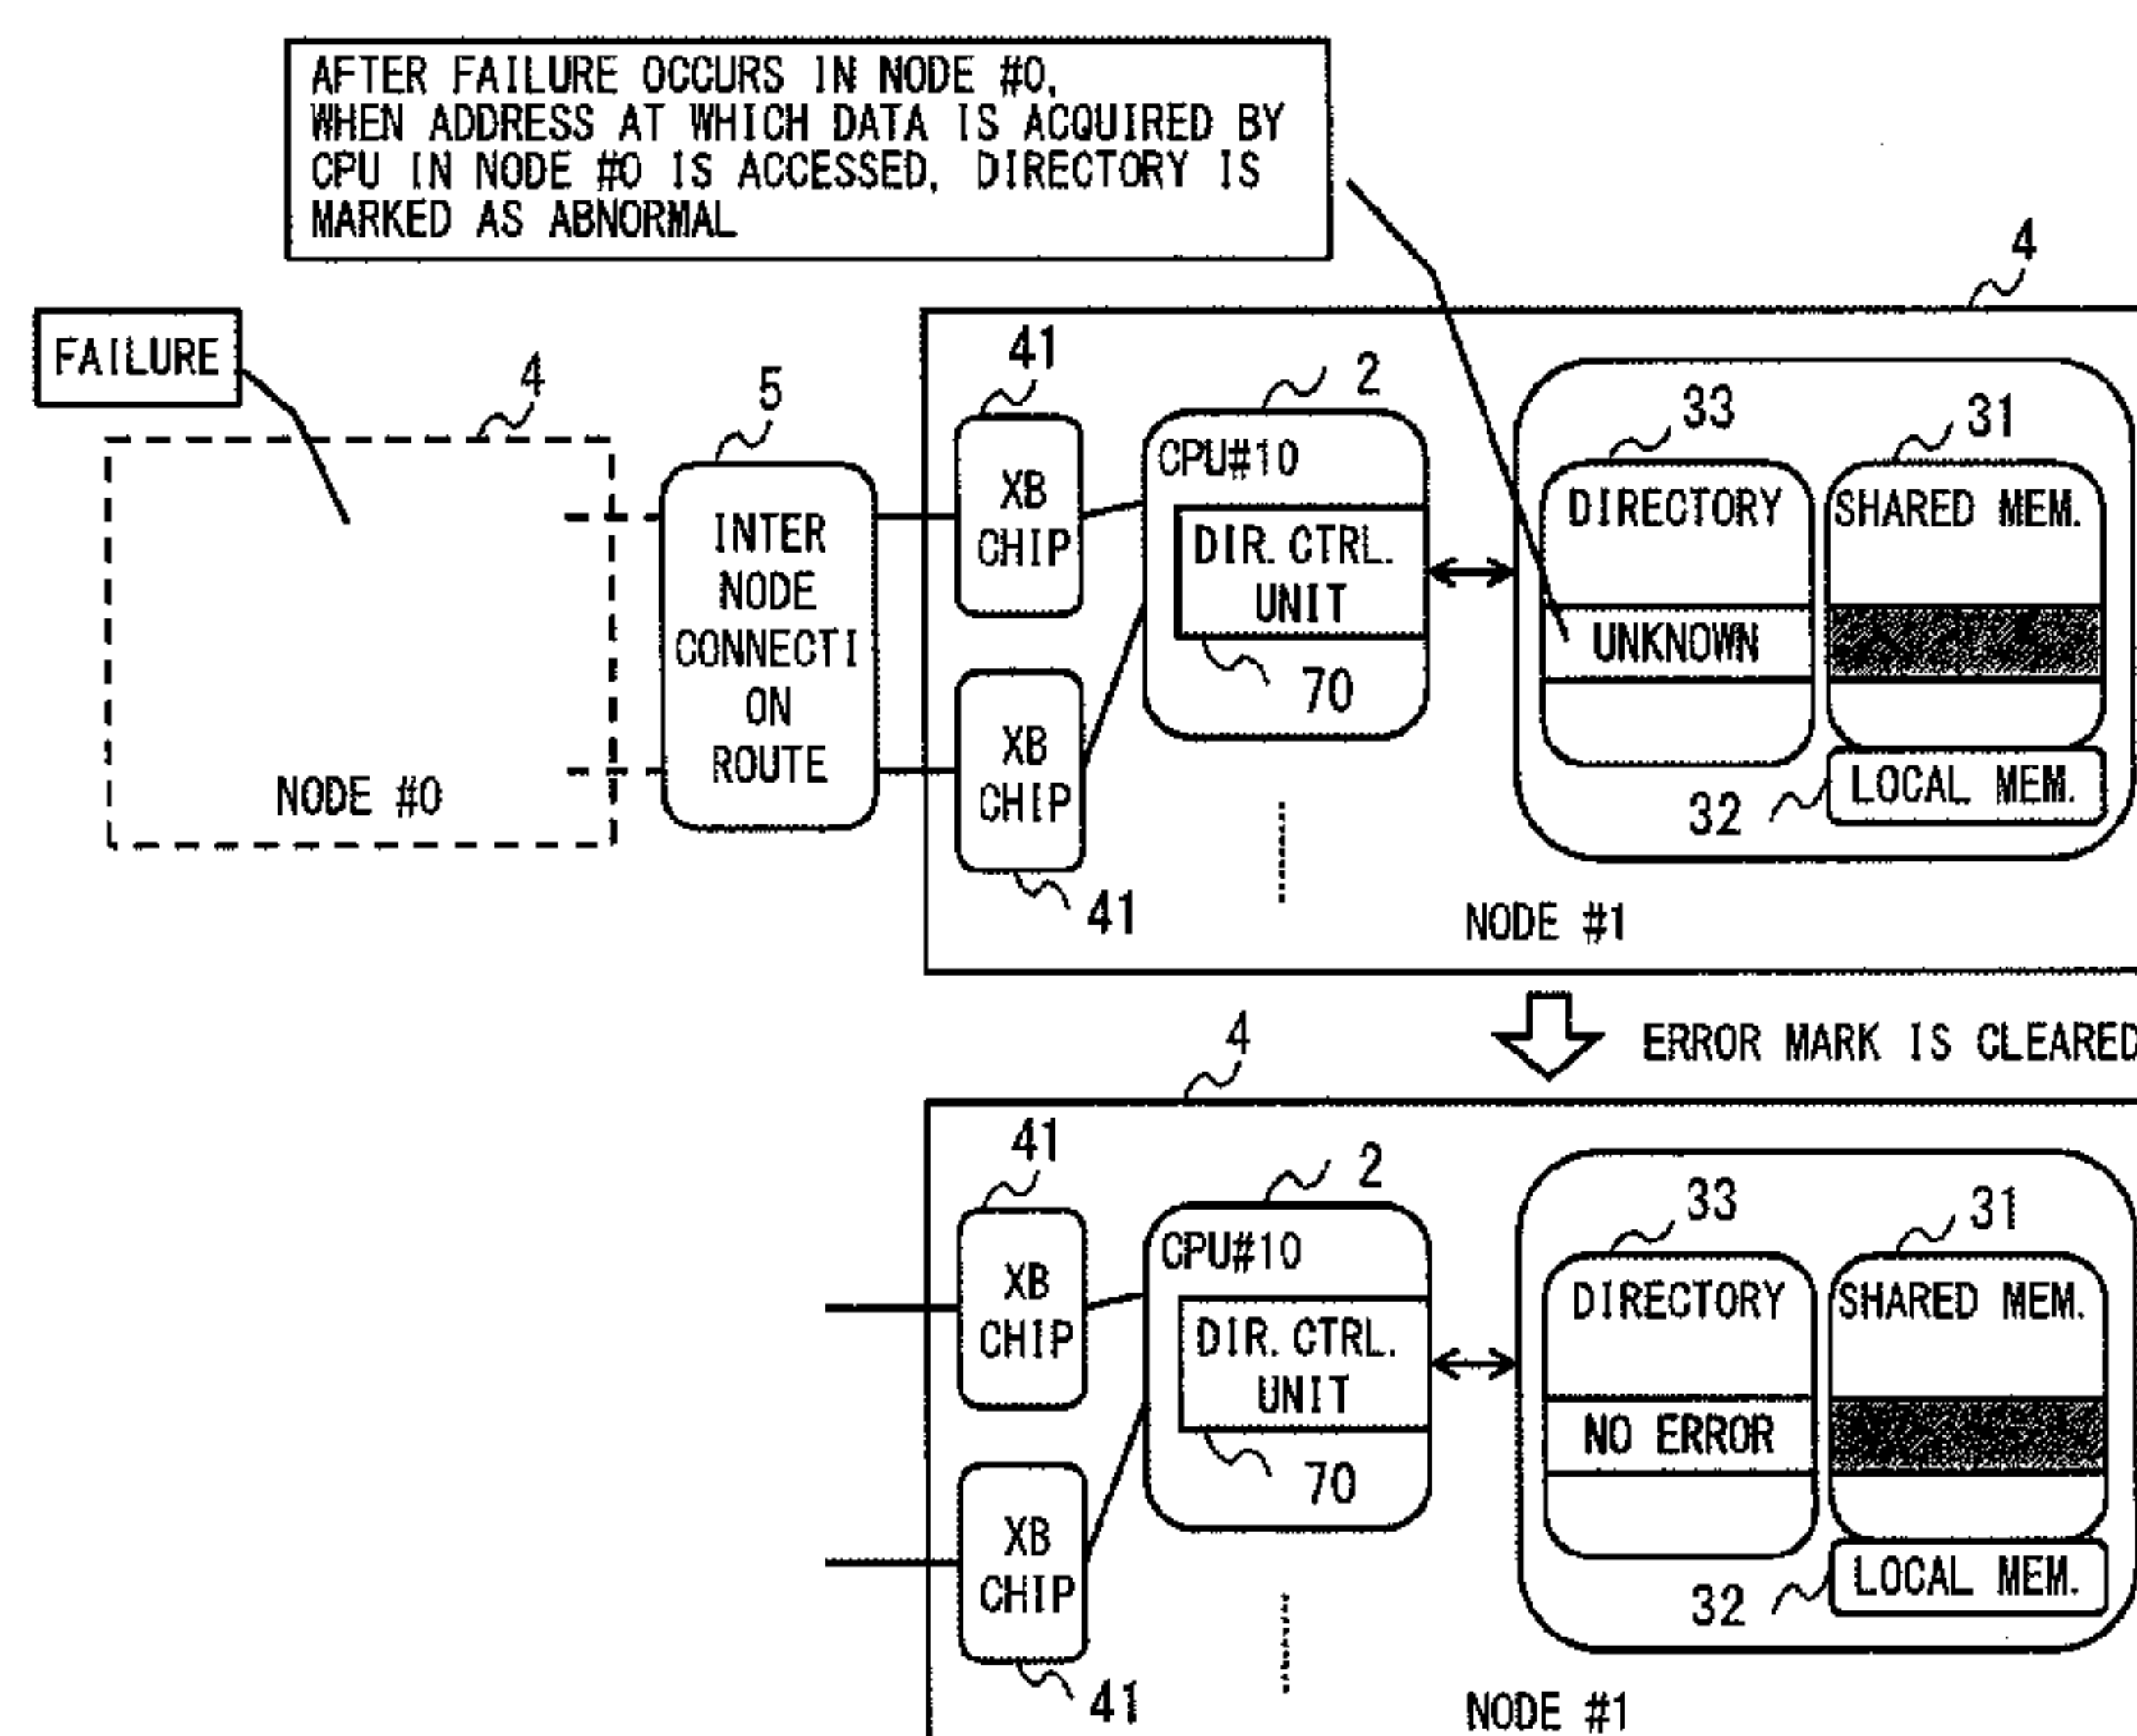 AFTER FAILURE OCCURS IN NODE #0,
WHEN ADDRESS AT WHICH DATA IS ACQUIRED BY
CPU IN NODE #0 IS ACCESSED, DIRECTORY IS
MARKED AS ABNORMAL
FAILURE
4
NODE #0
5
INTER
NODE
CONNECTI
ON
ROUTE
4
41
XB
CHIP
XB
CHIP
41
2
CPU#10
DIR.CTRL.
UNIT
70
33
DIRECTORY
UNKNOWN
31
SHARED MEM.
32
LOCAL MEM.
NODE #1
ERROR MARK IS CLEARED
4
41
XB
CHIP
XB
CHIP
41
2
CPU#10
DIR.CTRL.
UNIT
70
33
DIRECTORY
NO ERROR
31
SHARED MEM.
32
LOCAL MEM.
NODE #1